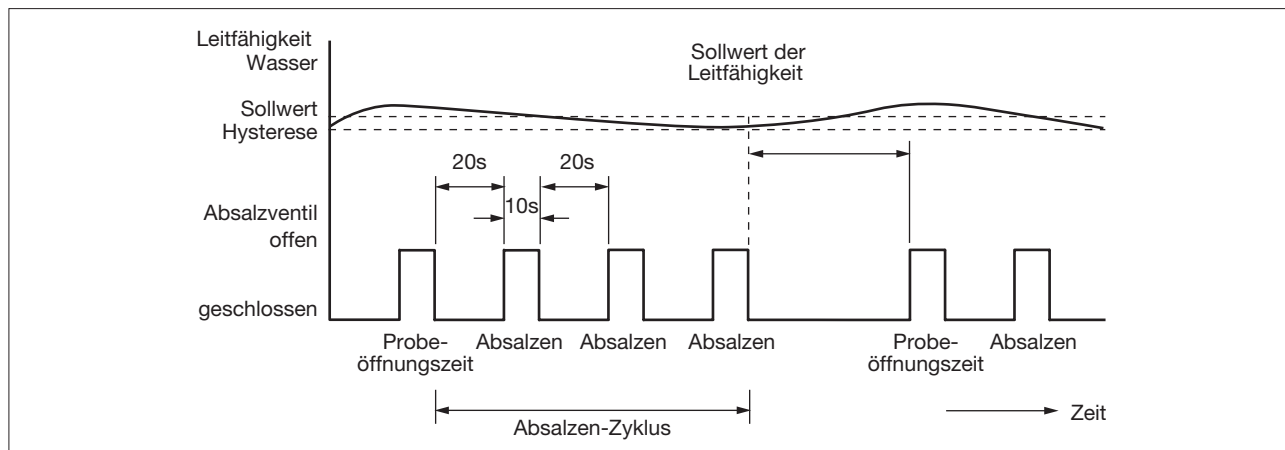 Leitfähigkeit
Wasser
Sollwert der
Leitfähigkeit
Sollwert
Hysterese
20s
20s
10s
Absalzventil
offen
geschlossen
Probe-
öffnungszeit
Absalzen
Absalzen
Absalzen
Probe-
öffnungszeit
Absalzen
Zeit
Absalzen-Zyklus